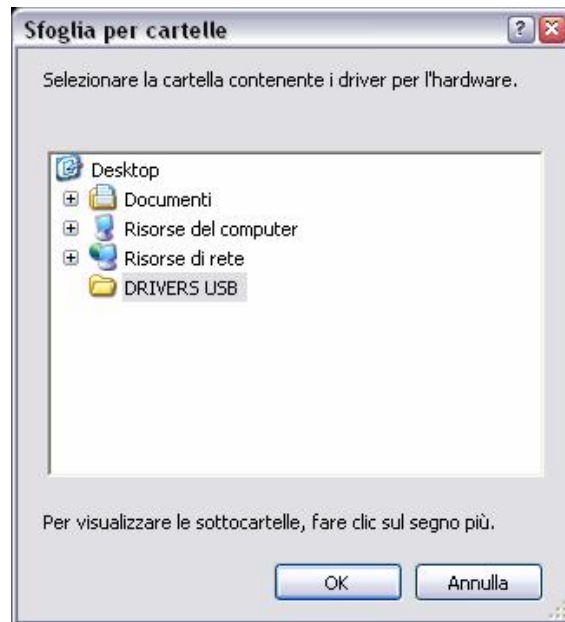 Sfoglia per cartelle
Selezionare la cartella contenente i driver per l'hardware.
Desktop
Documenti
Risorse del computer
Risorse di rete
DRIVERS USB
Per visualizzare le sottocartelle, fare clic sul segno più.
OK Annulla